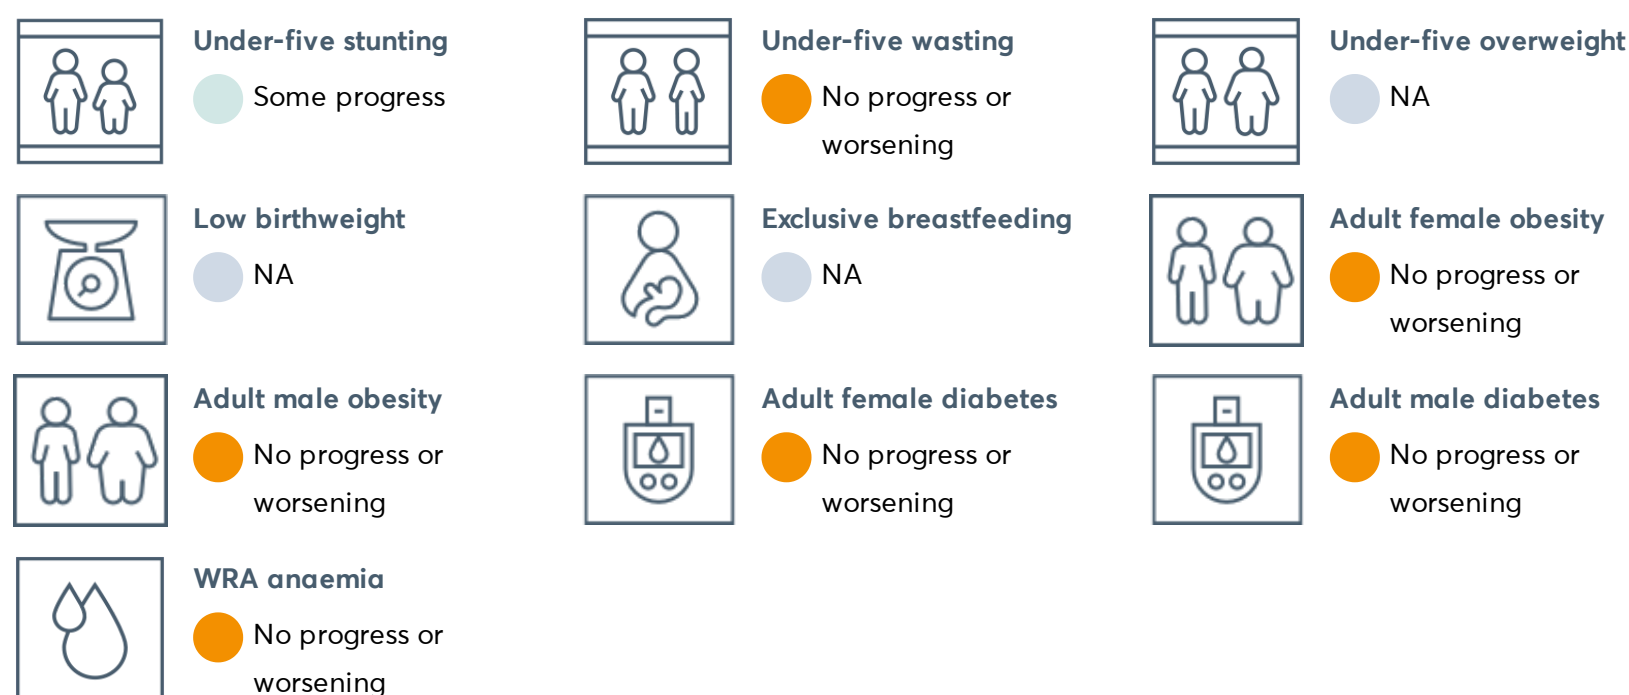 Under-five stunting
Some progress
Under-five wasting
No progress or
worsening
Under-five overweight
NA
Low birthweight
NA
Exclusive breastfeeding
NA
Adult female obesity
No progress or
worsening
Adult male obesity
No progress or
worsening
Adult female diabetes
No progress or
worsening
Adult male diabetes
No progress or
worsening
WRA anaemia
No progress or
worsening